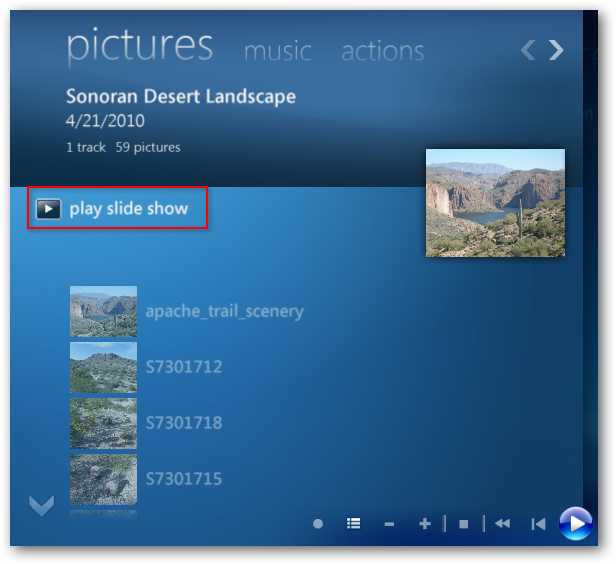 pictures music actions
Sonoran Desert Landscape
4/21/2010
1 track 59 pictures
play slide show
apache_trail_scenery
S7301712
S7301718
S7301715